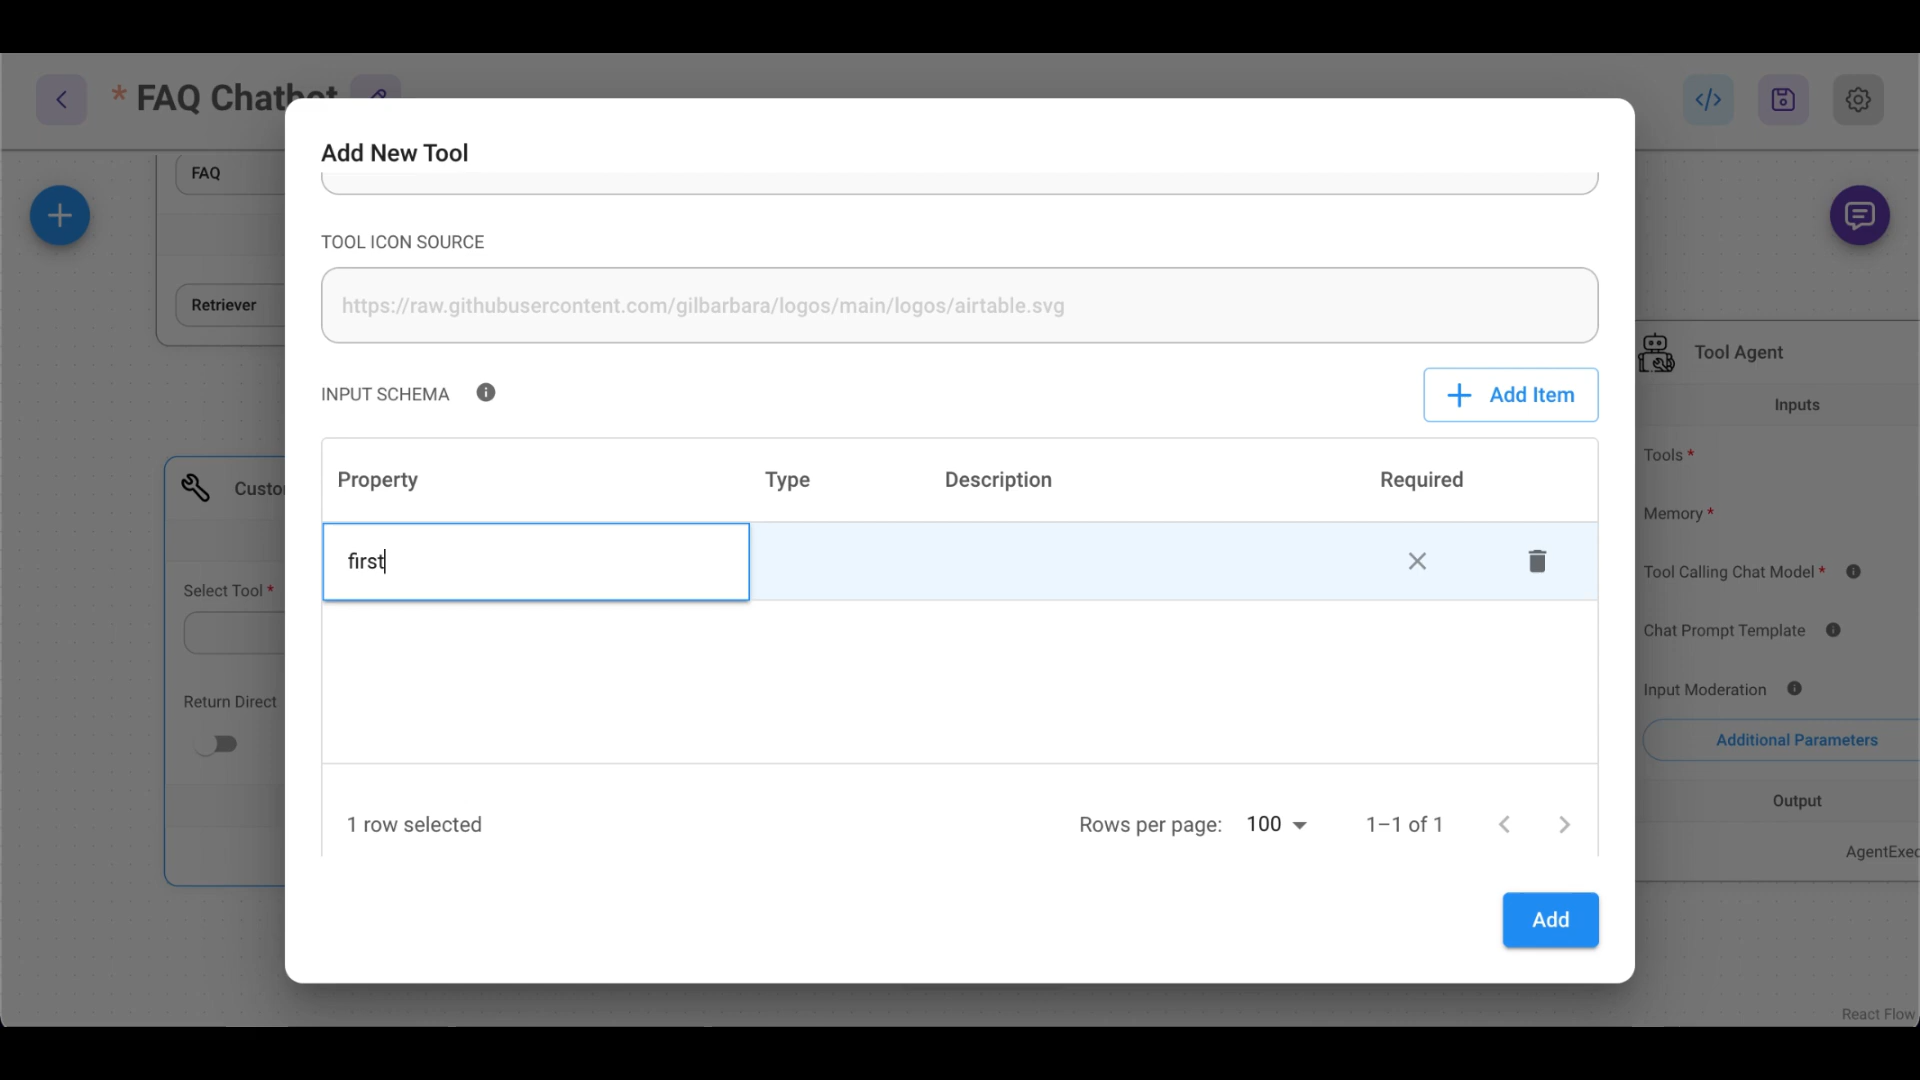 * FAQ Chatbot
Add New Tool
FAQ
TOOL ICON SOURCE
https://raw.githubusercontent.com/gilbarbara/logos/main/logos/airtable.svg
Retriever
Tool Agent
INPUT SCHEMA
Add Item
Inputs
Tools *
Property Type Description Required
Memory *
first
Tool Calling Chat Model *
Select Tool *
Chat Prompt Template
Input Moderation
Return Direct
Additional Parameters
Output
1 row selected
Rows per page: 100
1–1 of 1
AgentExec
Add
React Flow